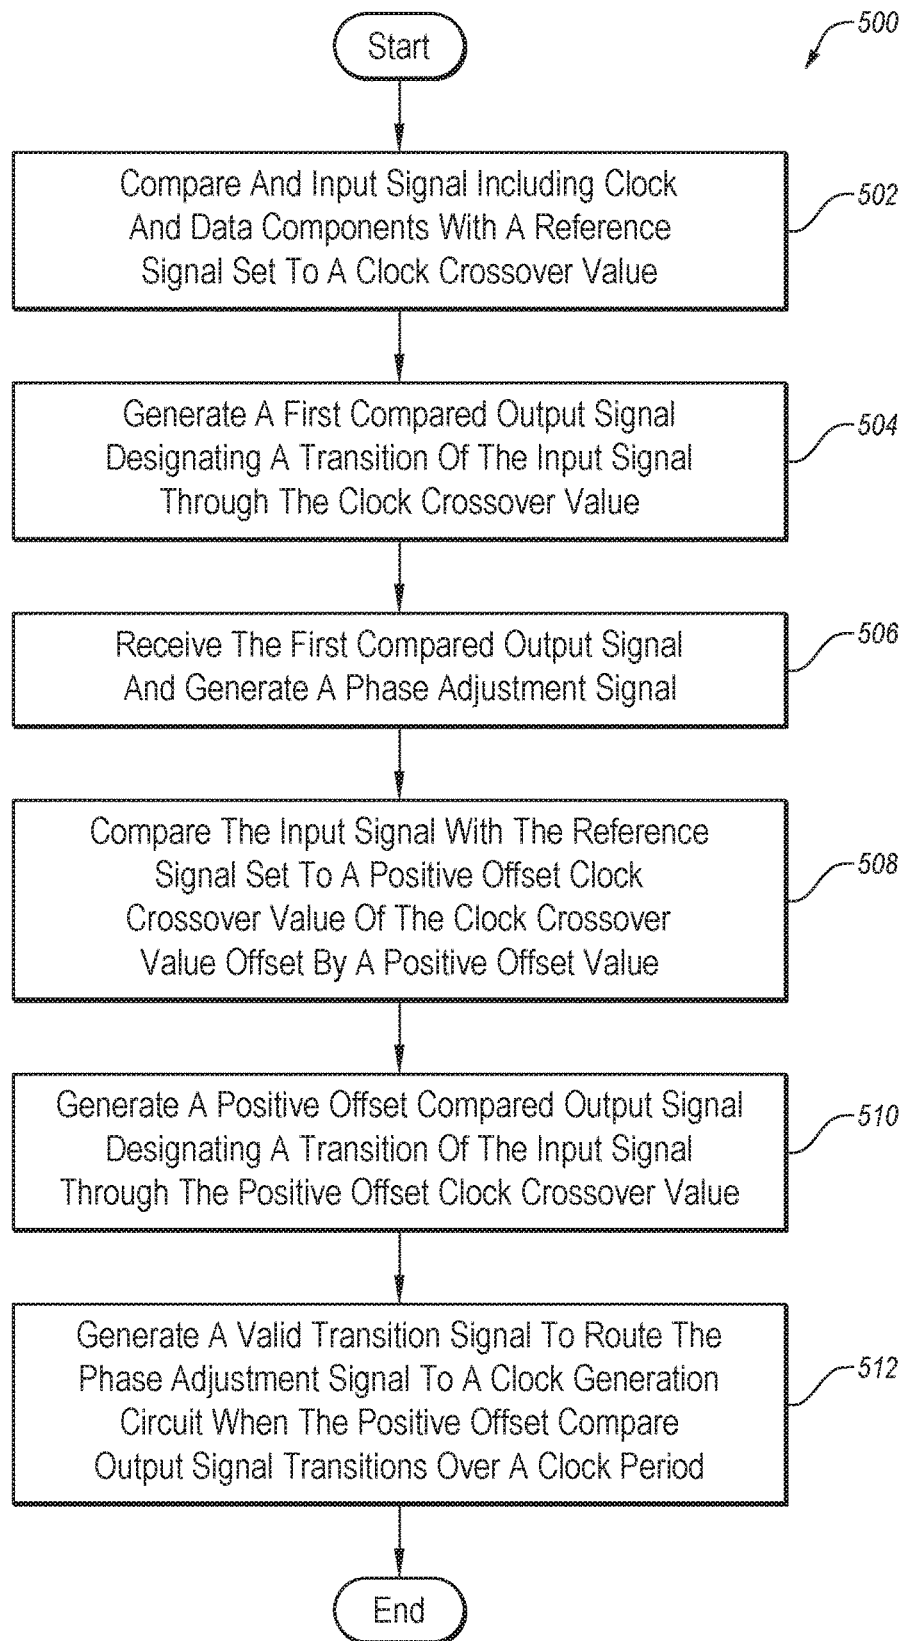 Start
500
Compare And Input Signal Including Clock
And Data Components With A Reference
Signal Set To A Clock Crossover Value
502
Generate A First Compared Output Signal
Designating A Transition Of The Input Signal
Through The Clock Crossover Value
504
Receive The First Compared Output Signal
And Generate A Phase Adjustment Signal
506
Compare The Input Signal With The Reference
Signal Set To A Positive Offset Clock
Crossover Value Of The Clock Crossover
Value Offset By A Positive Offset Value
508
Generate A Positive Offset Compared Output Signal
Designating A Transition Of The Input Signal
Through The Positive Offset Clock Crossover Value
510
Generate A Valid Transition Signal To Route The
Phase Adjustment Signal To A Clock Generation
Circuit When The Positive Offset Compare
Output Signal Transitions Over A Clock Period
512
End